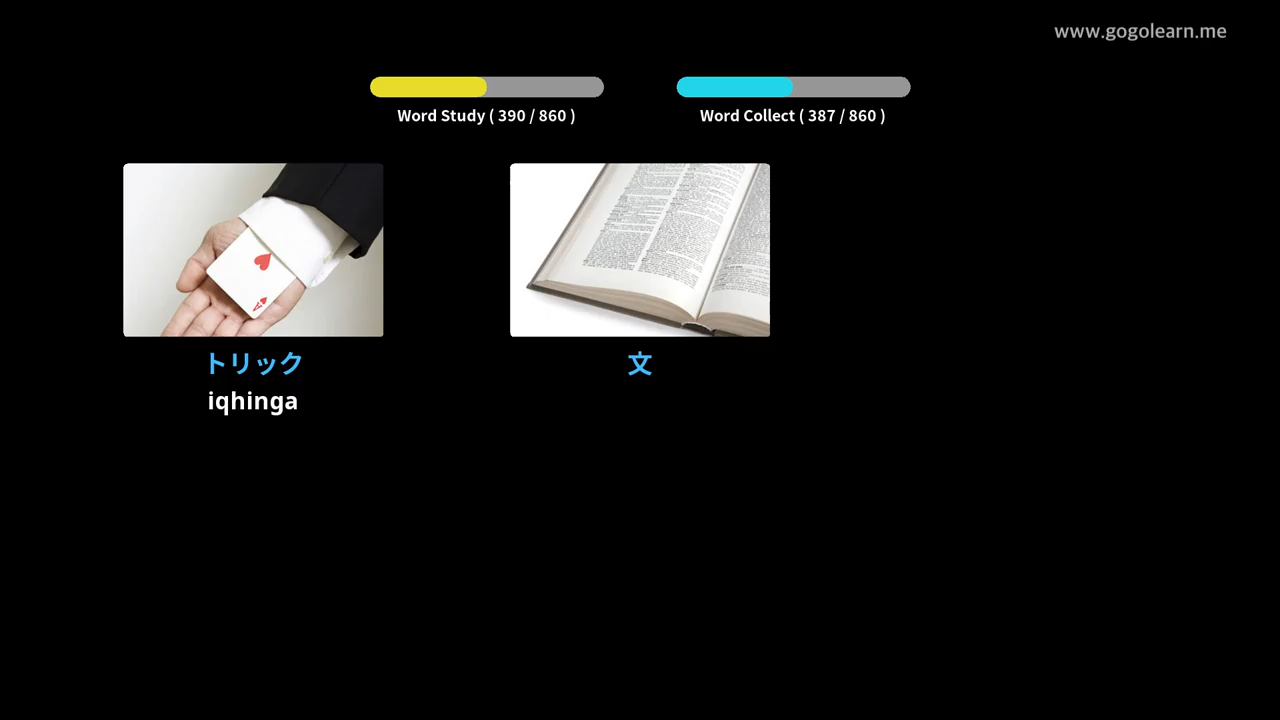 www.gogolearn.me
Word Study ( 390 / 860 )
Word Collect ( 387 / 860 )
トリック
iqhinga
文